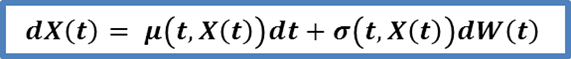 dX(t) = μ(t, X(t))dt + σ(t, X(t))dW(t)